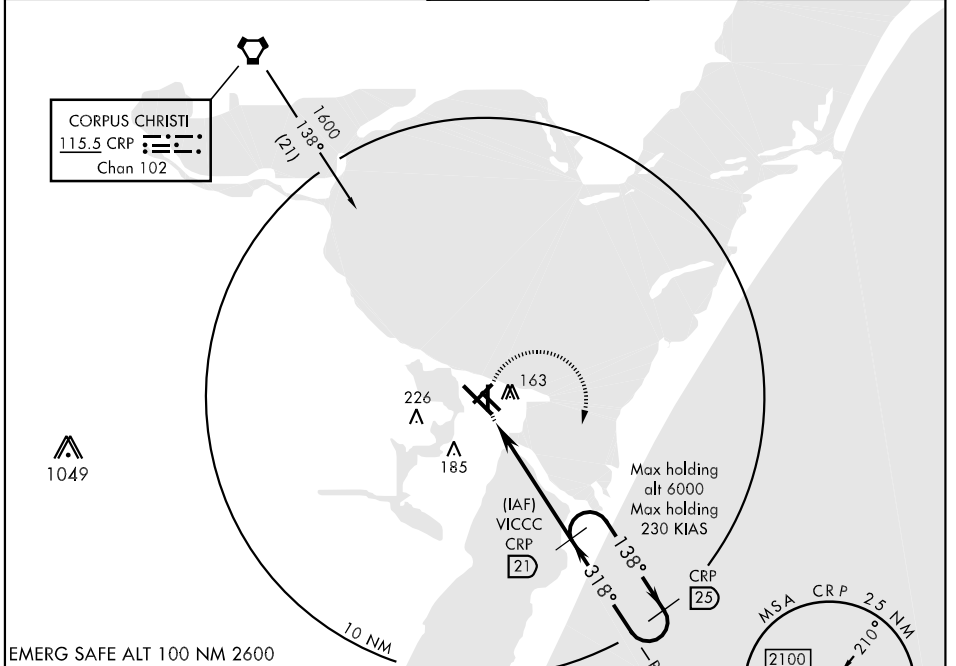 CORPUS CHRISTI
115.5 CRP
Chan 102
1600
138°
(21)
163
226
185
1049
Max holding
alt 6000
Max holding
230 KIAS
(IAF)
VICCC
CRP
21
138°
318°
CRP
25
10 NM
MSA CRP 25 NM
210°
2100
EMERG SAFE ALT 100 NM 2600